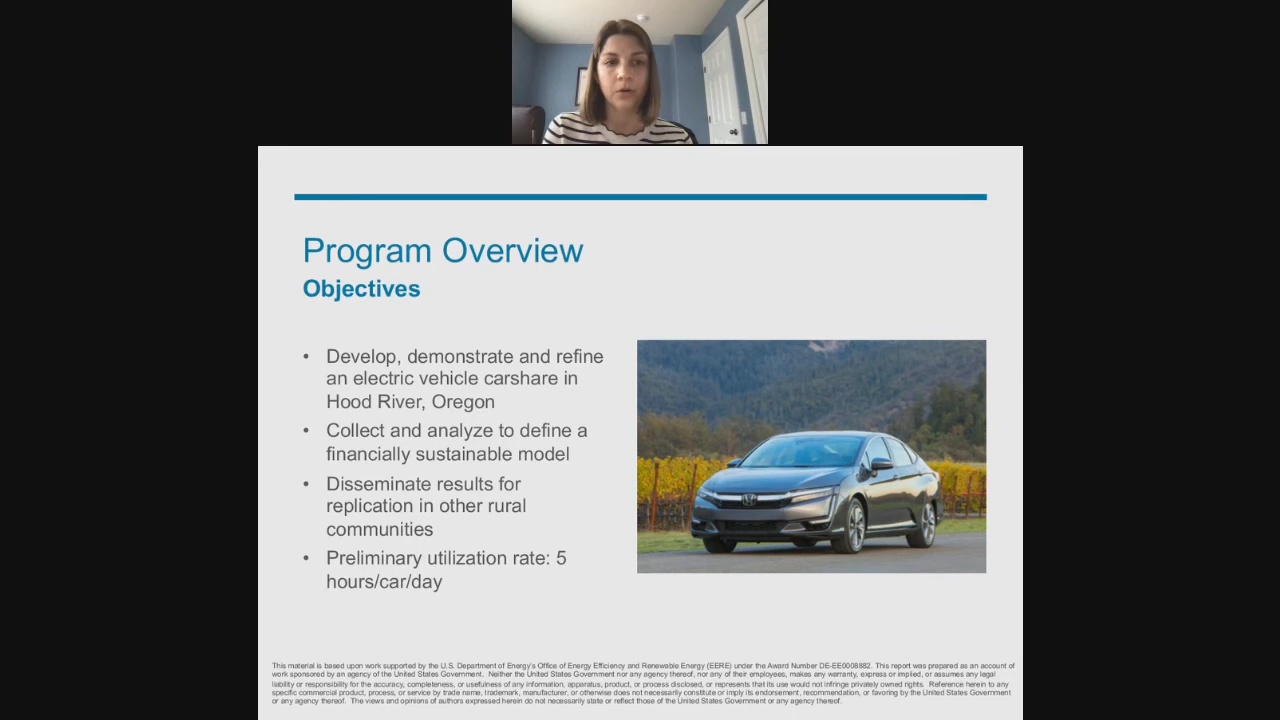 Program Overview
Objectives
• Develop, demonstrate and refine
an electric vehicle carshare in
Hood River, Oregon
• Collect and analyze to define a
financially sustainable model
• Disseminate results for
replication in other rural
communities
• Preliminary utilization rate: 5
hours/car/day
This material is based upon work supported by the U.S. Department of Energy's Office of Energy Efficiency and Renewable Energy (EERE) under the Award Number DE-EE0008882. This report was prepared as an account of
work sponsored by an agency of the United States Government. Neither the United States Government nor any agency thereof, nor any of their employees, makes any warranty, express or implied, or assumes any legal
liability or responsibility for the accuracy, completeness, or usefulness of any information, apparatus, product, or process disclosed, or represents that its use would not infringe privately owned rights. Reference herein to any
specific commercial product, process, or service by trade name, trademark, manufacturer, or otherwise does not necessarily constitute or imply its endorsement, recommendation, or favoring by the United States Government
or any agency thereof. The views and opinions of authors expressed herein do not necessarily state or reflect those of the United States Government or any agency thereof.